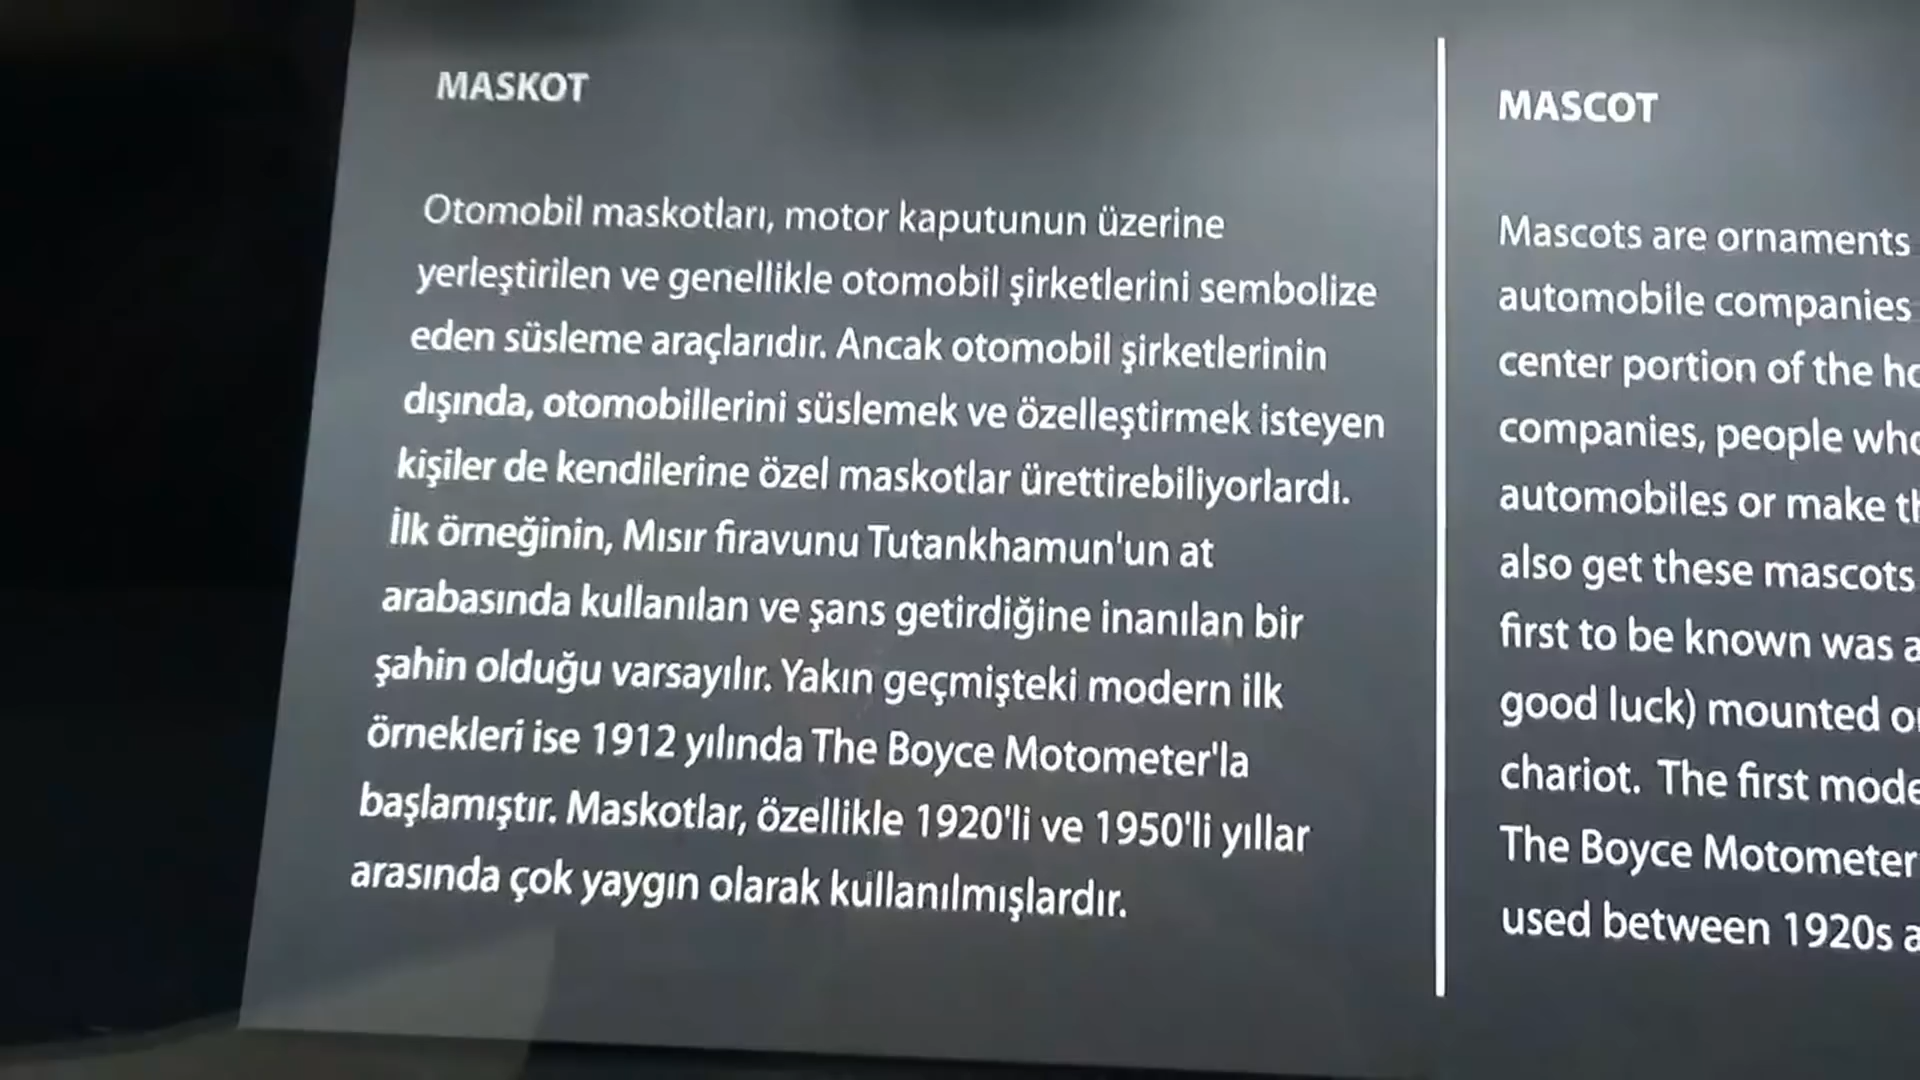 MASKOT
Otomobil maskotları, motor kaputunun üzerine
yerleştirilen ve genellikle otomobil şirketlerini sembolize
eden süsleme araçlarıdır. Ancak otomobil şirketlerinin
dışında, otomobillerini süslemek ve özelleştirmek isteyen
kişiler de kendilerine özel maskotlar ürettirebiliyorlardı.
İlk örneğinin, Mısır firavunu Tutankhamun'un at
arabasında kullanılan ve şans getirdiğine inanılan bir
şahin olduğu varsayılır. Yakın geçmişteki modern ilk
örnekleri ise 1912 yılında The Boyce Motometer'la
başlamıştır. Maskotlar, özellikle 1920'li ve 1950'li yıllar
arasında çok yaygın olarak kullanılmışlardır.
MASCOT
Mascots are ornaments
automobile companies
center portion of the
companies, people
automobiles or make
also get these mascots
first to be known was
good luck) mounted
chariot. The first
The Boyce Motometer
used between 1920s